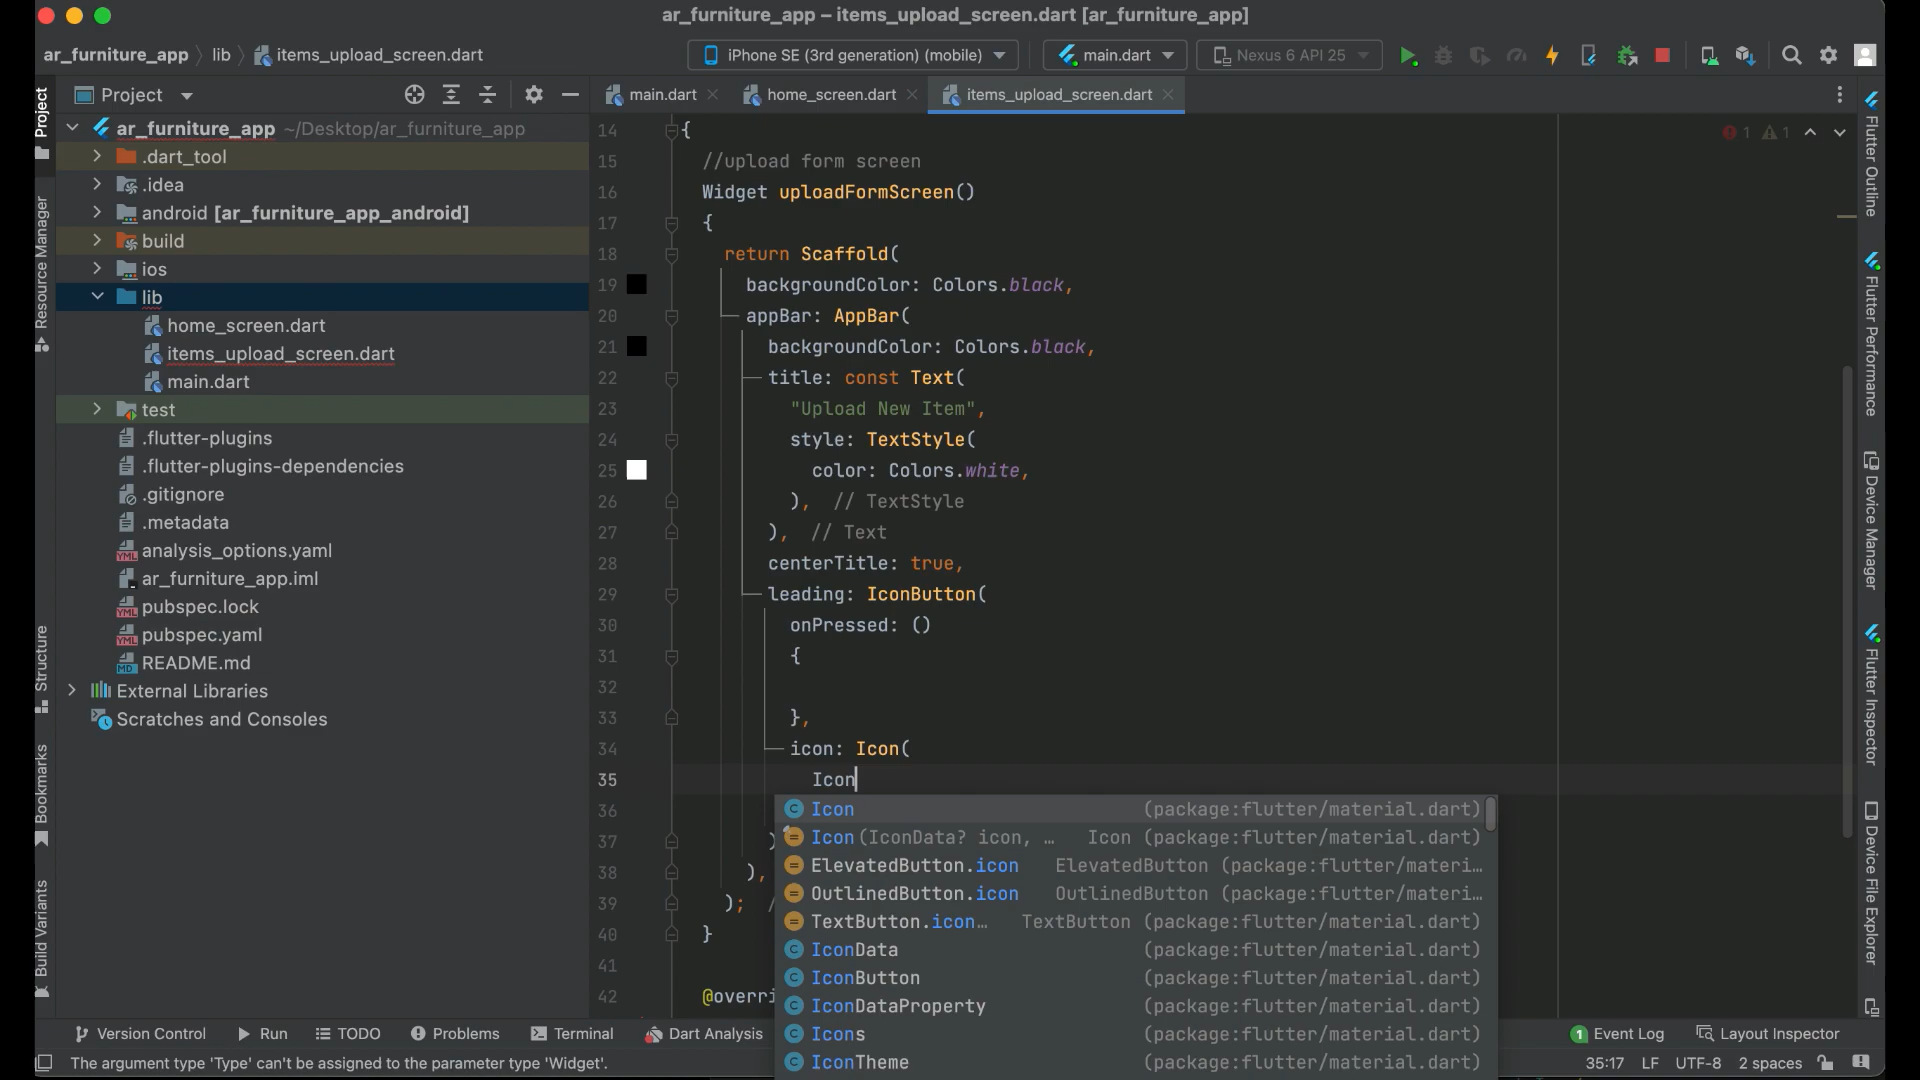 ar_furniture_app – items_upload_screen.dart [ar_furniture_app]
ar_furniture_app
lib
items_upload_screen.dart
iPhone SE (3rd generation) (mobile)
main.dart
Nexus 6 API 25
Project
main.dart
home_screen.dart
items_upload_screen.dart
Project
Resource Manager
Structure
Bookmarks
Build Variants
ar_furniture_app ~/Desktop/ar_furniture_app
.dart_tool
.idea
android [ar_furniture_app_android]
build
ios
lib
home_screen.dart
items_upload_screen.dart
main.dart
test
.flutter-plugins
.flutter-plugins-dependencies
.gitignore
.metadata
analysis_options.yaml
ar_furniture_app.iml
pubspec.lock
pubspec.yaml
README.md
External Libraries
Scratches and Consoles
1 1
14 {
15 //upload form screen
16 Widget uploadFormScreen()
17 {
18 return Scaffold(
19 backgroundColor: Colors.black,
20 appBar: AppBar(
21 backgroundColor: Colors.black,
22 title: const Text(
23 "Upload New Item",
24 style: TextStyle(
25 color: Colors.white,
26 ), // TextStyle
27 ), // Text
28 centerTitle: true,
29 leading: IconButton(
30 onPressed: ()
31 {
32
33 },
34 icon: Icon(
35 Icon
36
37 )
38 ),
39 ); /
40 }
41
42 @overri
Icon (package:flutter/material.dart)
Icon(IconData? icon, … Icon (package:flutter/material.dart)
ElevatedButton.icon ElevatedButton (package:flutter/materi…
OutlinedButton.icon OutlinedButton (package:flutter/materi…
TextButton.icon… TextButton (package:flutter/material.dart)
IconData (package:flutter/material.dart)
IconButton (package:flutter/material.dart)
IconDataProperty (package:flutter/material.dart)
Icons (package:flutter/material.dart)
IconTheme (package:flutter/material.dart)
Flutter Outline
Flutter Performance
Device Manager
Flutter Inspector
Device File Explorer
Version Control
Run
TODO
Problems
Terminal
Dart Analysis
1 Event Log
Layout Inspector
The argument type 'Type' can't be assigned to the parameter type 'Widget'.
35:17 LF UTF-8 2 spaces